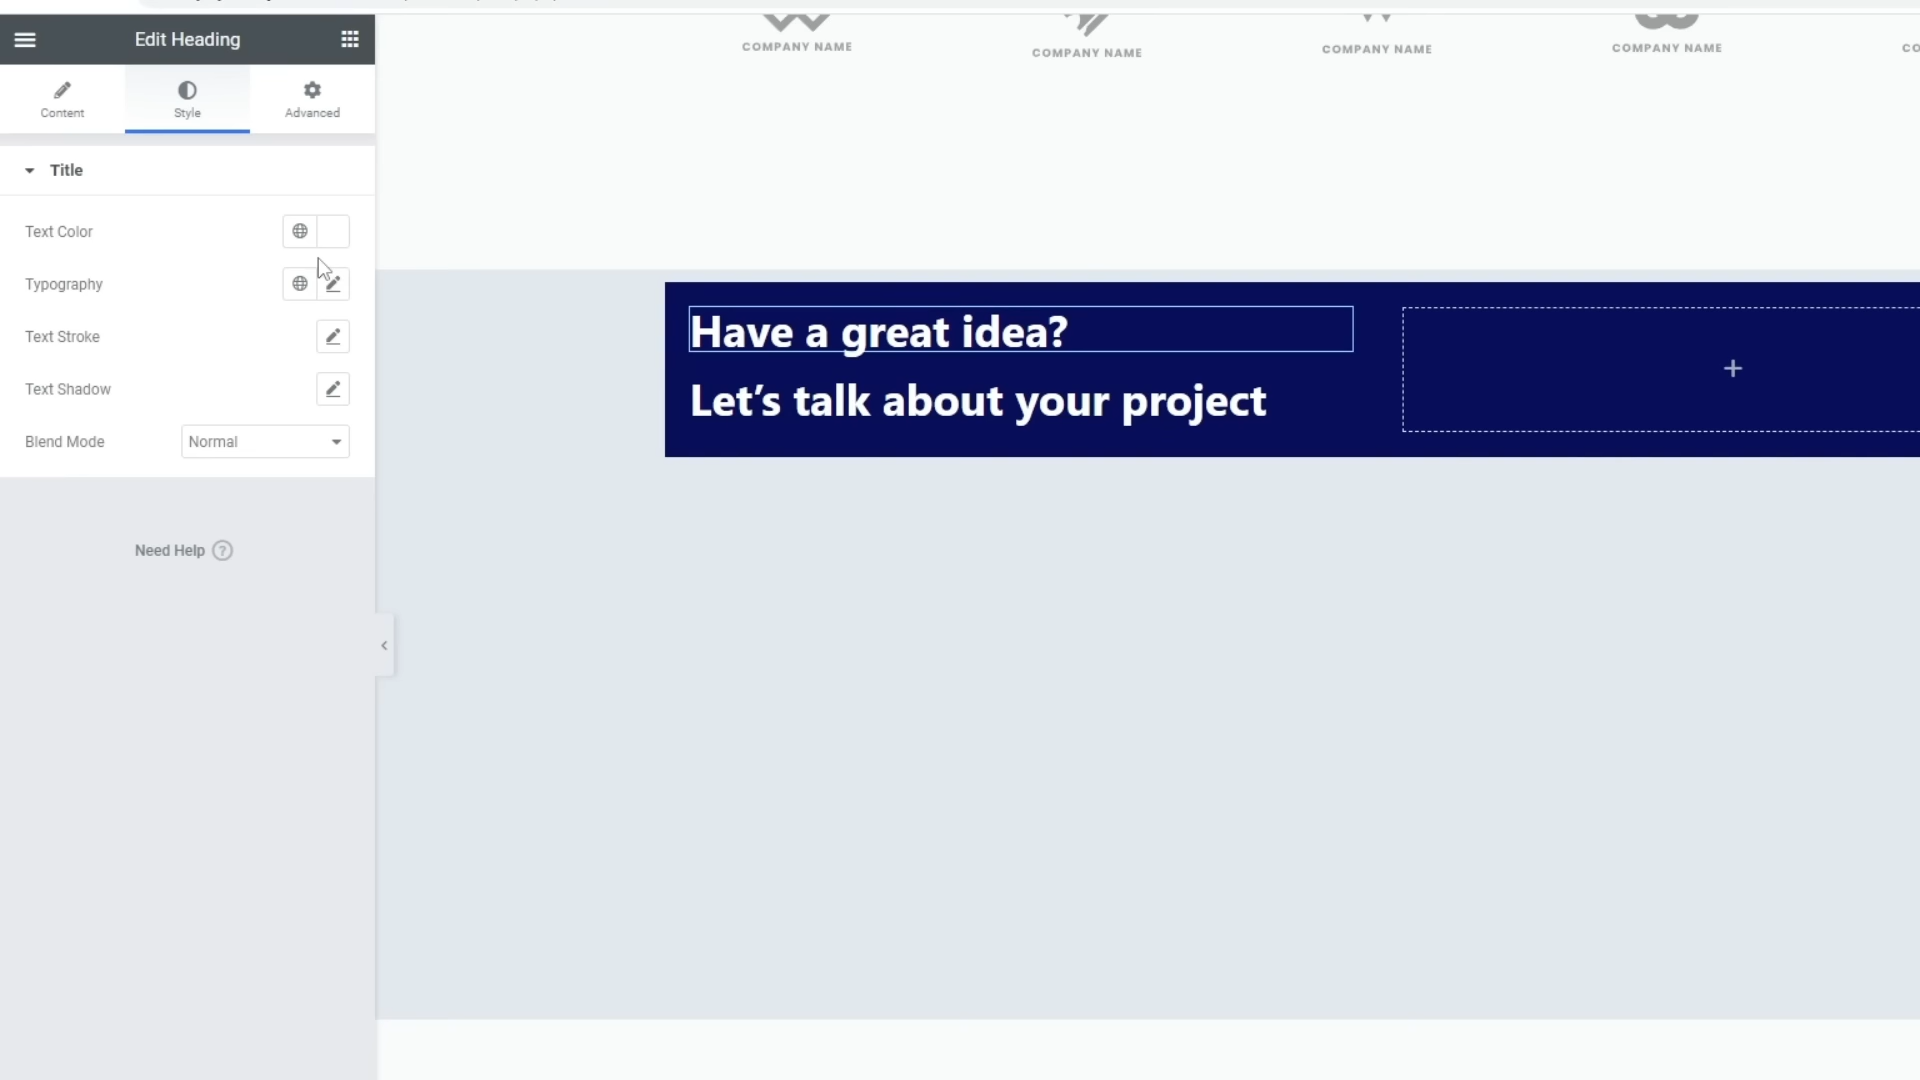 Edit Heading
COMPANY NAME
COMPANY NAME
COMPANY NAME
COMPANY NAME
CO
Content
Style
Advanced
Title
Text Color
Typography
Text Stroke
Text Shadow
Blend Mode
Normal
Need Help ?
Have a great idea?
Let’s talk about your project
+